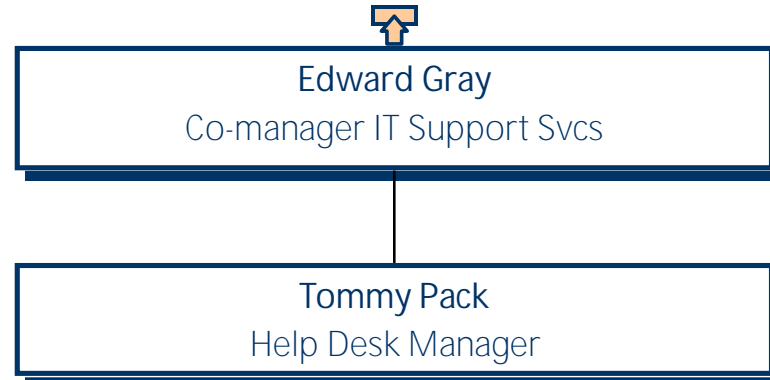 Edward Gray
Co-manager IT Support Svcs
Tommy Pack
Help Desk Manager